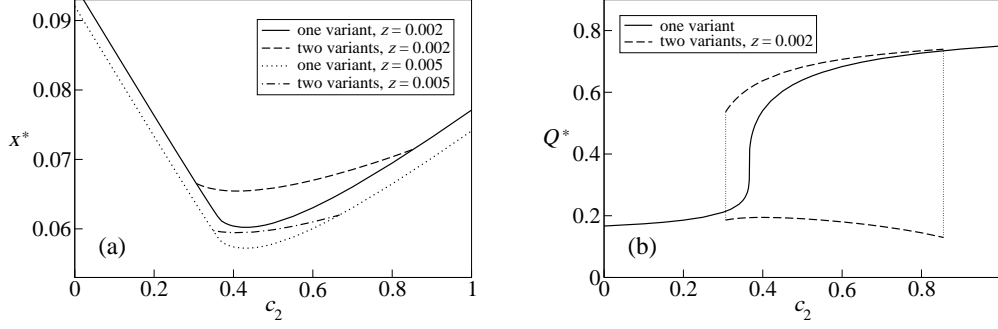 0.09
0.08
x*
0.07
0.06
(a)
0 0.2 0.4 0.6 0.8 1
c2
one variant, z = 0.002
two variants, z = 0.002
one variant, z = 0.005
two variants, z = 0.005
0.8
0.6
Q*
0.4
0.2
0
(b)
0 0.2 0.4 0.6 0.8
c2
one variant
two variants, z = 0.002